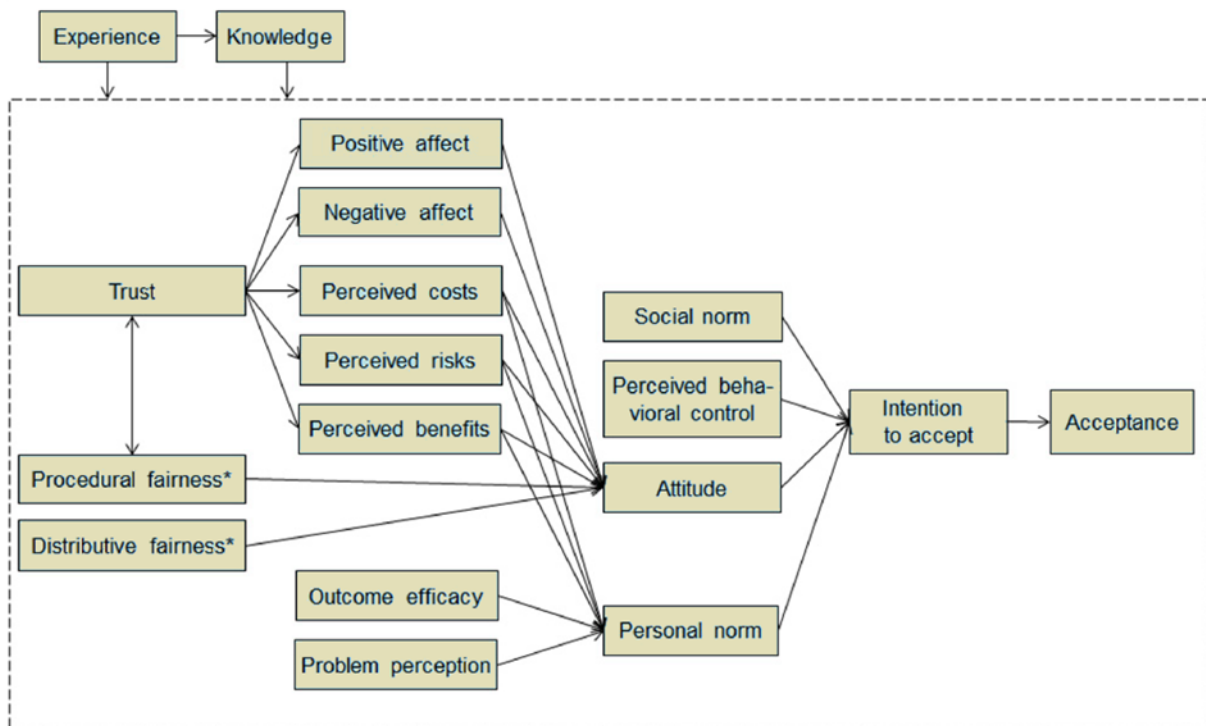 Experience
Knowledge
Positive affect
Negative affect
Trust
Perceived costs
Perceived risks
Perceived benefits
Procedural fairness*
Distributive fairness*
Outcome efficacy
Problem perception
Social norm
Perceived beha-
vioral control
Attitude
Personal norm
Intention
to accept
Acceptance